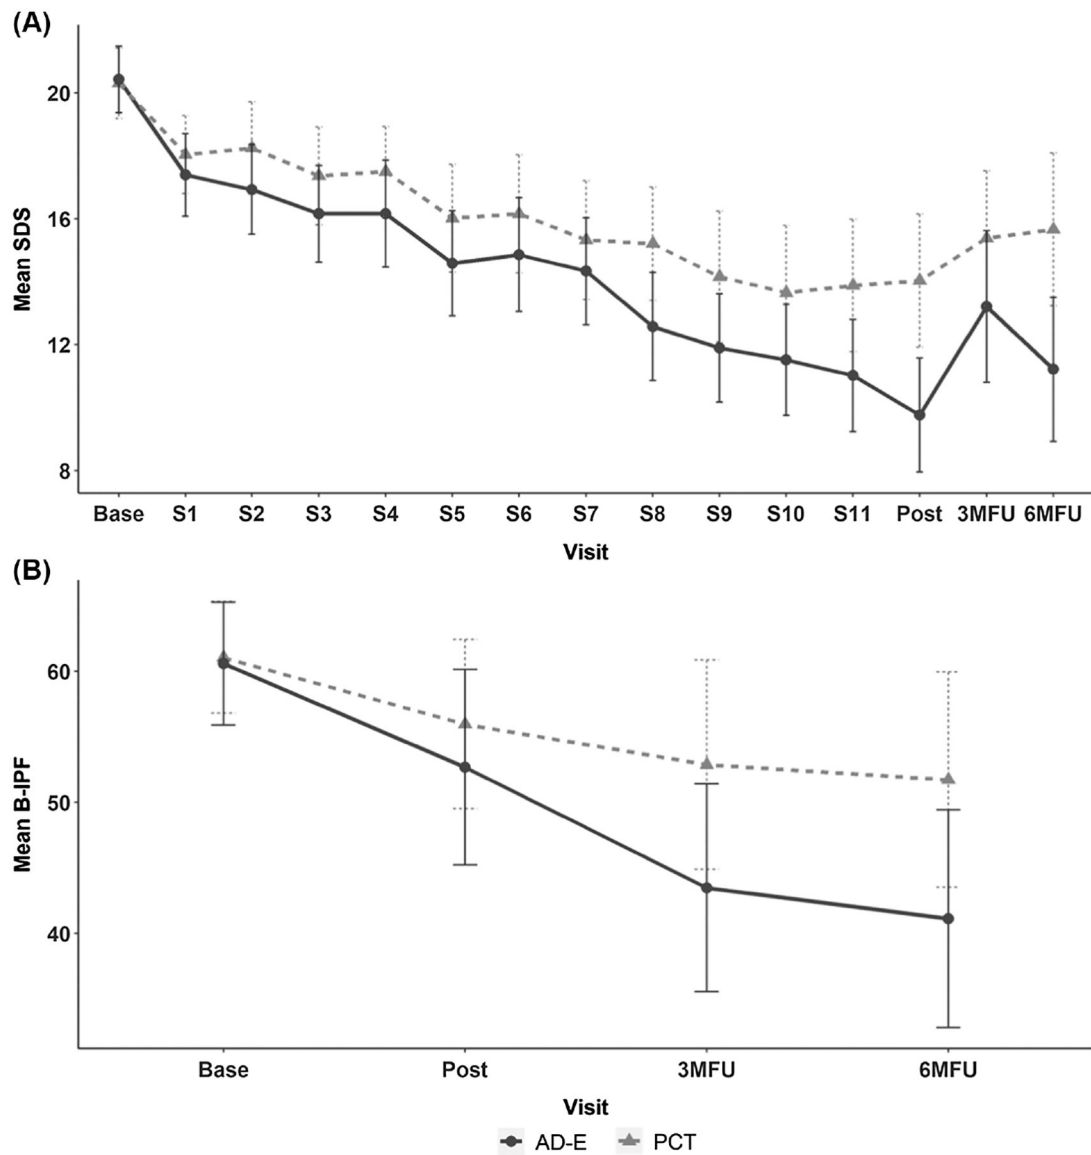 (A)
Mean SDS
20
16
12
8
Base S1 S2 S3 S4 S5 S6 S7 S8 S9 S10 S11 Post 3MFU 6MFU
Visit
(B)
Mean B-IPF
60
50
40
Base Post 3MFU 6MFU
Visit
AD-E PCT